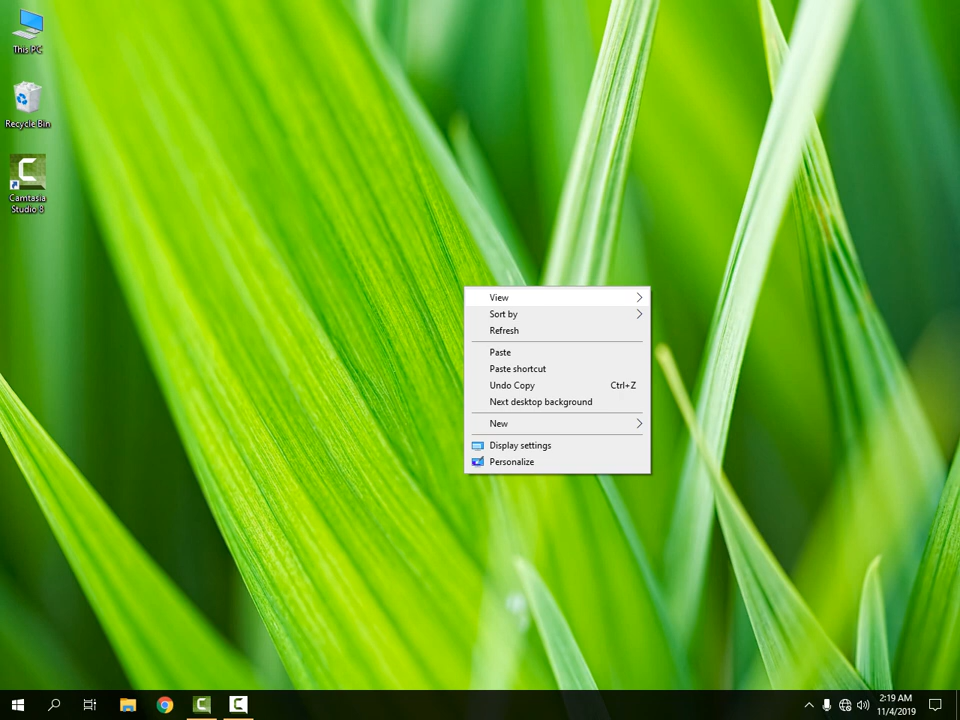 This PC
Recycle Bin
Camtasia
Studio 8
View
Sort by
Refresh
Paste
Paste shortcut
Undo Copy Ctrl+Z
Next desktop background
New
Display settings
Personalize
2:19 AM
11/4/2019